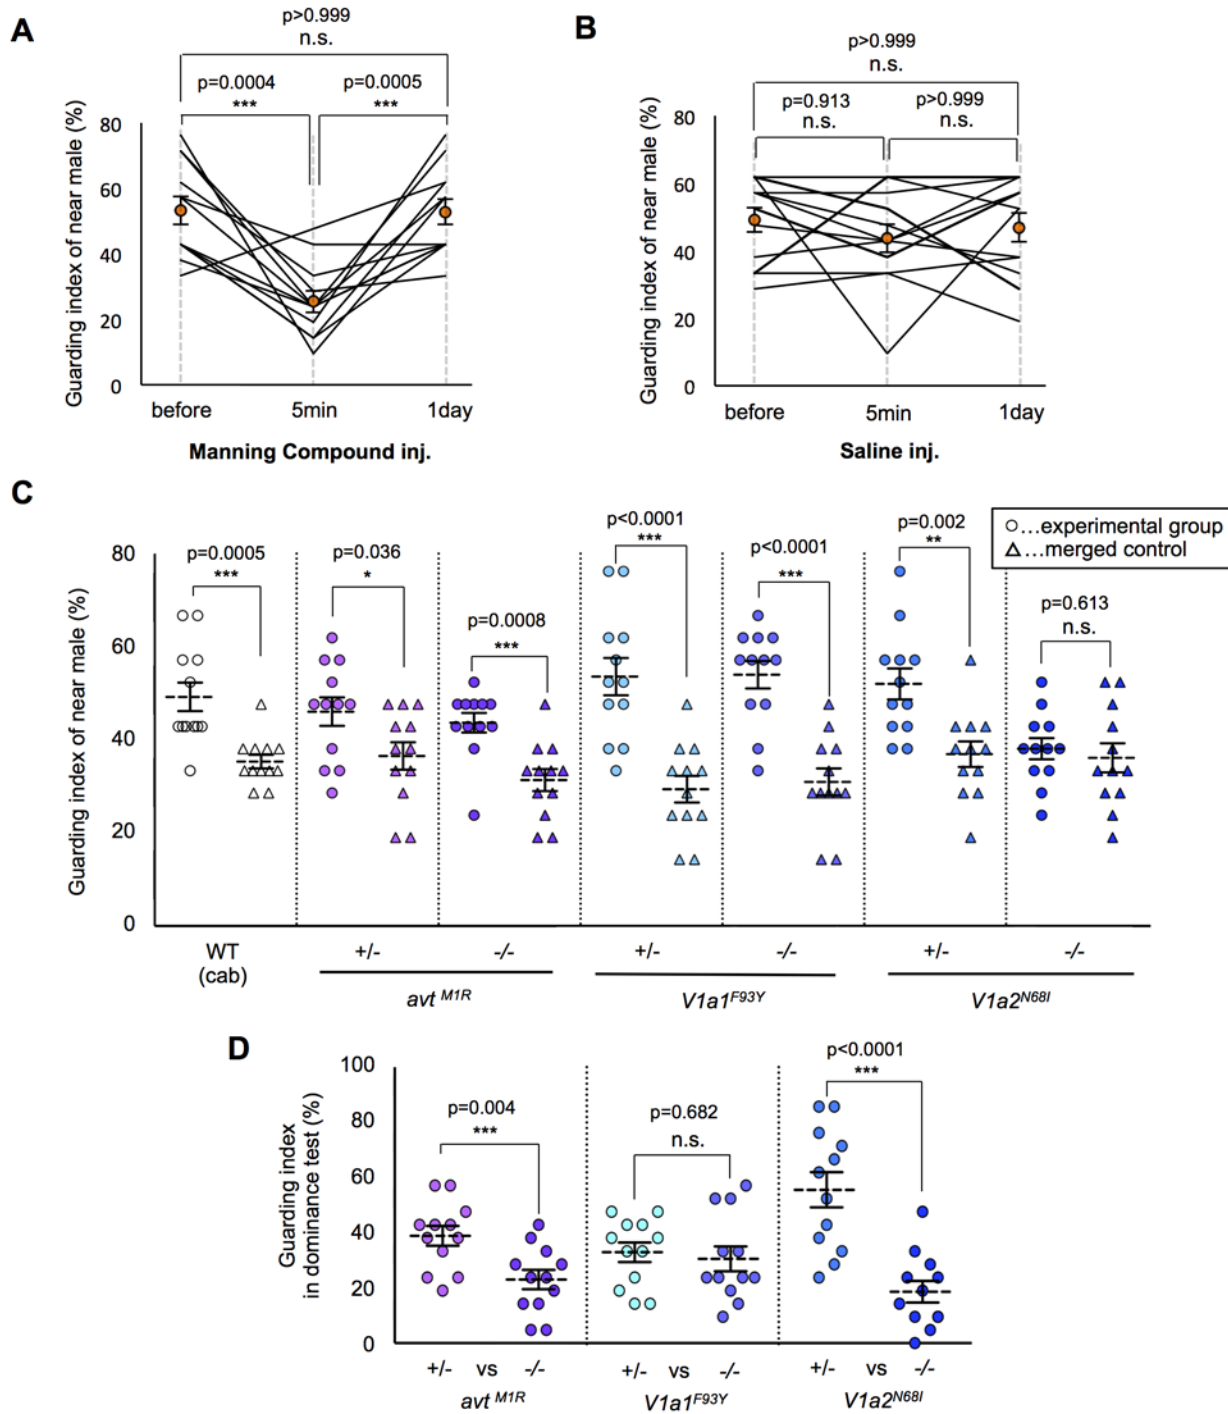 A
p>0.999
n.s.
p=0.0004
***
p=0.0005
***
Guarding index of near male (%)
80
60
40
20
0
before
5min
1day
Manning Compound inj.
B
p>0.999
n.s.
p=0.913
n.s.
p>0.999
n.s.
Guarding index of near male (%)
80
60
40
20
0
before
5min
1day
Saline inj.
C
…experimental group
…merged control
Guarding index of near male (%)
80
60
40
20
0
p=0.0005
***
p=0.036
*
p=0.0008
***
p<0.0001
***
p<0.0001
***
p=0.002
**
p=0.613
n.s.
WT
(cab)
+/-
-/-
+/-
-/-
+/-
-/-
avt M1R
V1a1F93Y
V1a2N68I
D
Guarding index
in dominance test (%)
100
80
60
40
20
0
p=0.004
***
p=0.682
n.s.
p<0.0001
***
+/- vs -/-
+/- vs -/-
+/- vs -/-
avt M1R
V1a1F93Y
V1a2N68I